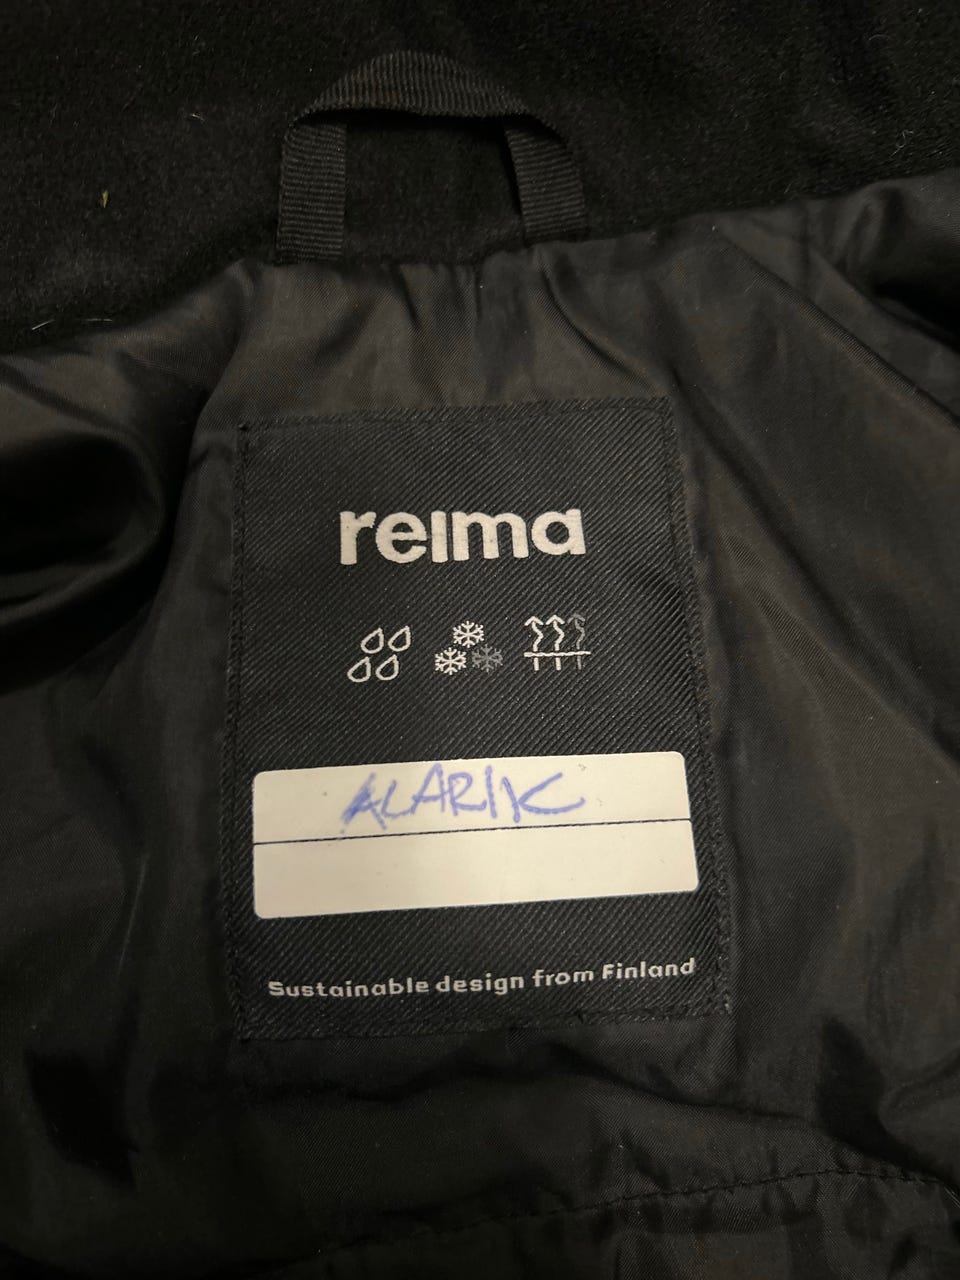 reima
ALARIK
Sustainable design from Finland